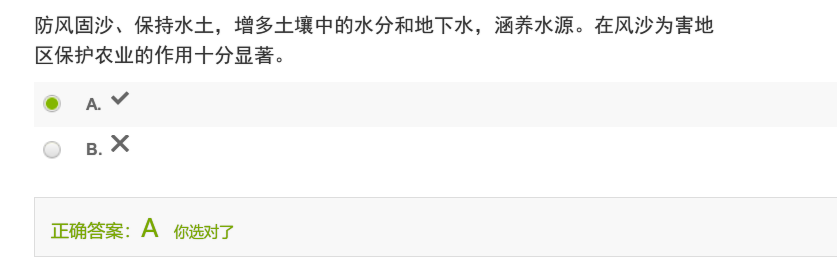 防风固沙、保持水土，增多土壤中的水分和地下水，涵养水源。在风沙为害地
区保护农业的作用十分显著。
A. ✔
B. ✖
正确答案：A 你选对了